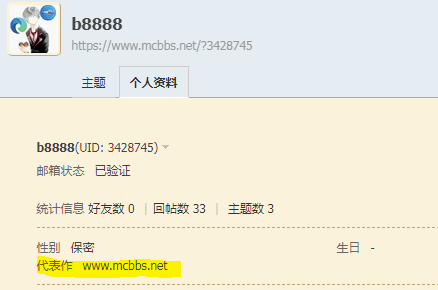 b8888
https://www.mcbbs.net/?3428745
主题 个人资料
b8888(UID: 3428745)
邮箱状态 已验证
统计信息 好友数 0 | 回帖数 33 | 主题数 3
性别 保密 生日 -
代表作 www.mcbbs.net